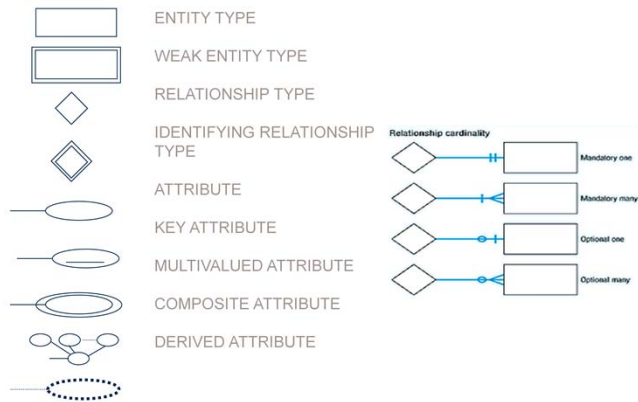 ENTITY TYPE
WEAK ENTITY TYPE
RELATIONSHIP TYPE
IDENTIFYING RELATIONSHIP
TYPE
ATTRIBUTE
KEY ATTRIBUTE
MULTIVALUED ATTRIBUTE
COMPOSITE ATTRIBUTE
DERIVED ATTRIBUTE
Relationship cardinality
Mandatory one
Mandatory many
Optional one
Optional many